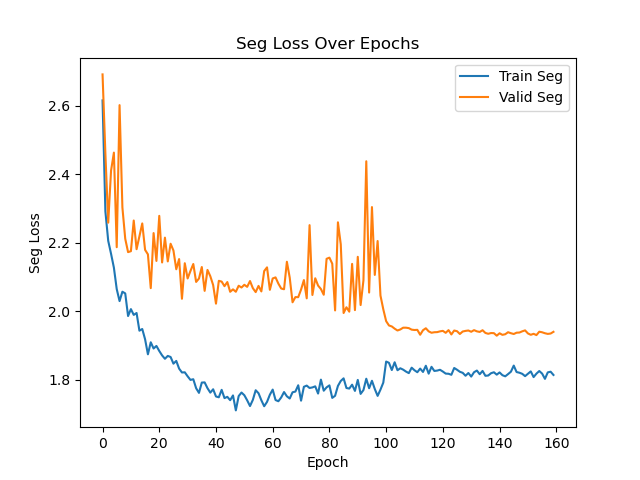 Seg Loss Over Epochs
Train Seg
Valid Seg
Seg Loss
2.6
2.4
2.2
2.0
1.8
0 20 40 60 80 100 120 140 160
Epoch